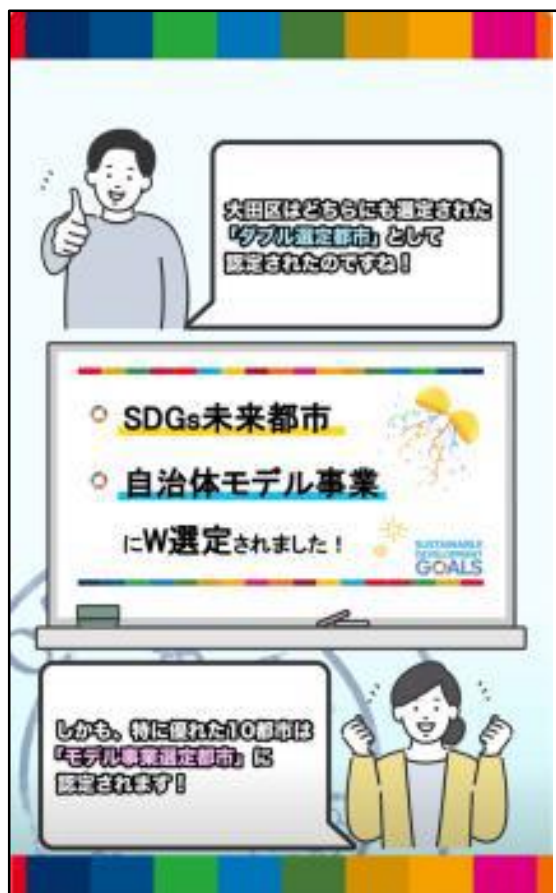 大田区はどちらにも選定された
『ダブル選定都市』として
認定されたのですね！
SDGs未来都市
自治体モデル事業
にW選定されました！
SUSTAINABLE
DEVELOPMENT
GOALS
しかも、特に優れた10都市は
『モデル事業選定都市』に
認定されます！